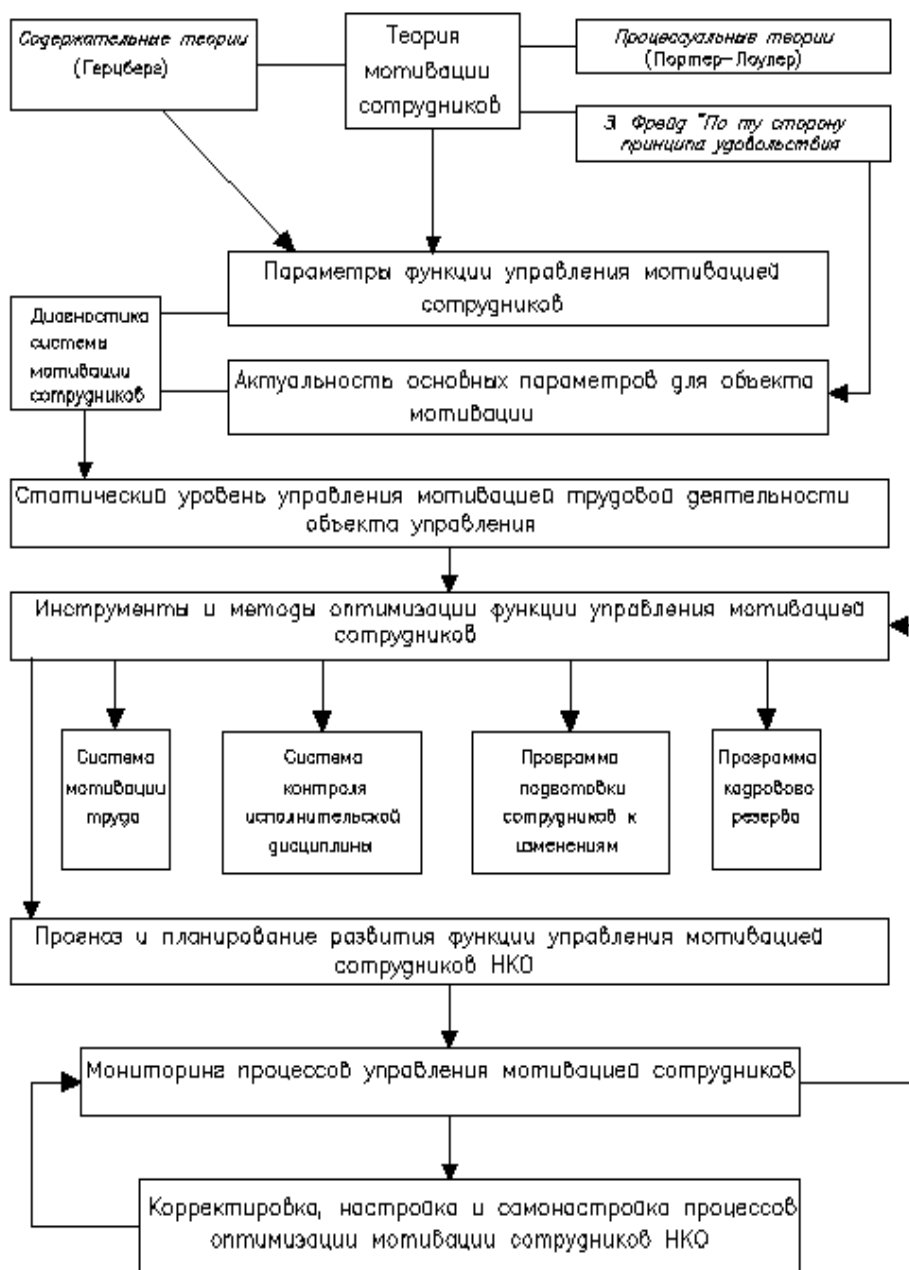 Содержательные теории
(Герцберг)
Теория
мотивации
сотрудников
Процессуальные теории
(Портер-Лоулер)
З. Фрейд "По ту сторону
принципа удовольствия
Параметры функции управления мотивацией
сотрудников
Диагностика
системы
мотивации
сотрудников
Актуальность основных параметров для объекта
мотивации
Статический уровень управления мотивацией трудовой деятельности
объекта управления
Инструменты и методы оптимизации функции управления мотивацией
сотрудников
Система
мотивации
труда
Система
контроля
исполнительской
дисциплины
Программа
подготовки
сотрудников к
изменениям
Программа
кадрового
резерва
Прогноз и планирование развития функции управления мотивацией
сотрудников НКО
Мониторинг процессов управления мотивацией сотрудников
Корректировка, настройка и самонастройка процессов
оптимизации мотивации сотрудников НКО